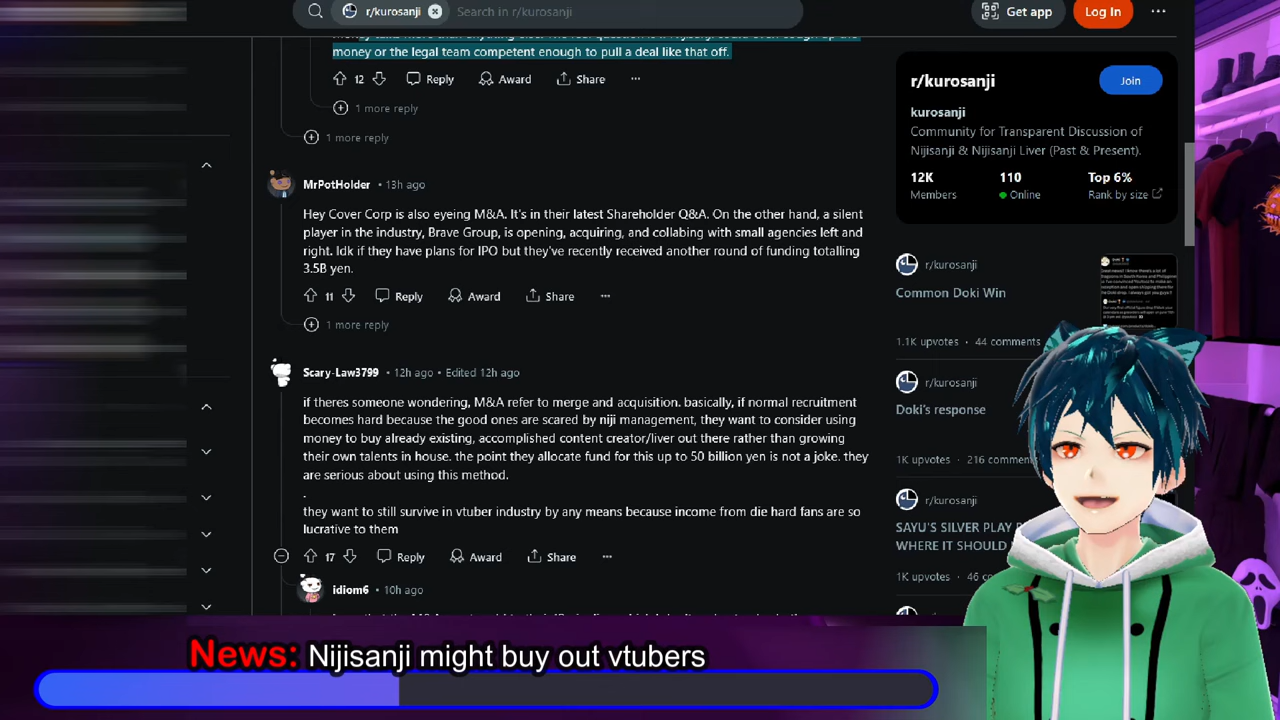 r/kurosanji
Search in r/kurosanji
Get app
Log In
money or the legal team competent enough to pull a deal like that off.
12
Reply
Award
Share
1 more reply
1 more reply
MrPotHolder • 13h ago
Hey Cover Corp is also eyeing M&A. It's in their latest Shareholder Q&A. On the other hand, a silent
player in the industry, Brave Group, is opening, acquiring, and collabing with small agencies left and
right. Idk if they have plans for IPO but they've recently received another round of funding totalling
3.5B yen.
11
Reply
Award
Share
1 more reply
Scary-Law3799 • 12h ago • Edited 12h ago
if theres someone wondering, M&A refer to merge and acquisition. basically, if normal recruitment
becomes hard because the good ones are scared by niji management, they want to consider using
money to buy already existing, accomplished content creator/liver out there rather than growing
their own talents in house. the point they allocate fund for this up to 50 billion yen is not a joke. they
are serious about using this method.
.
they want to still survive in vtuber industry by any means because income from die hard fans are so
lucrative to them
17
Reply
Award
Share
idiom6 • 10h ago
r/kurosanji
Join
kurosanji
Community for Transparent Discussion of
Nijisanji & Nijisanji Liver (Past & Present).
12K
110
Top 6%
Members
Online
Rank by size
r/kurosanji
Common Doki Win
1.1K upvotes • 44 comments
r/kurosanji
Doki's response
1K upvotes • 216 comments
r/kurosanji
SAYU'S SILVER PLAY
WHERE IT SHOULD
1K upvotes • 46
News: Nijisanji might buy out vtubers